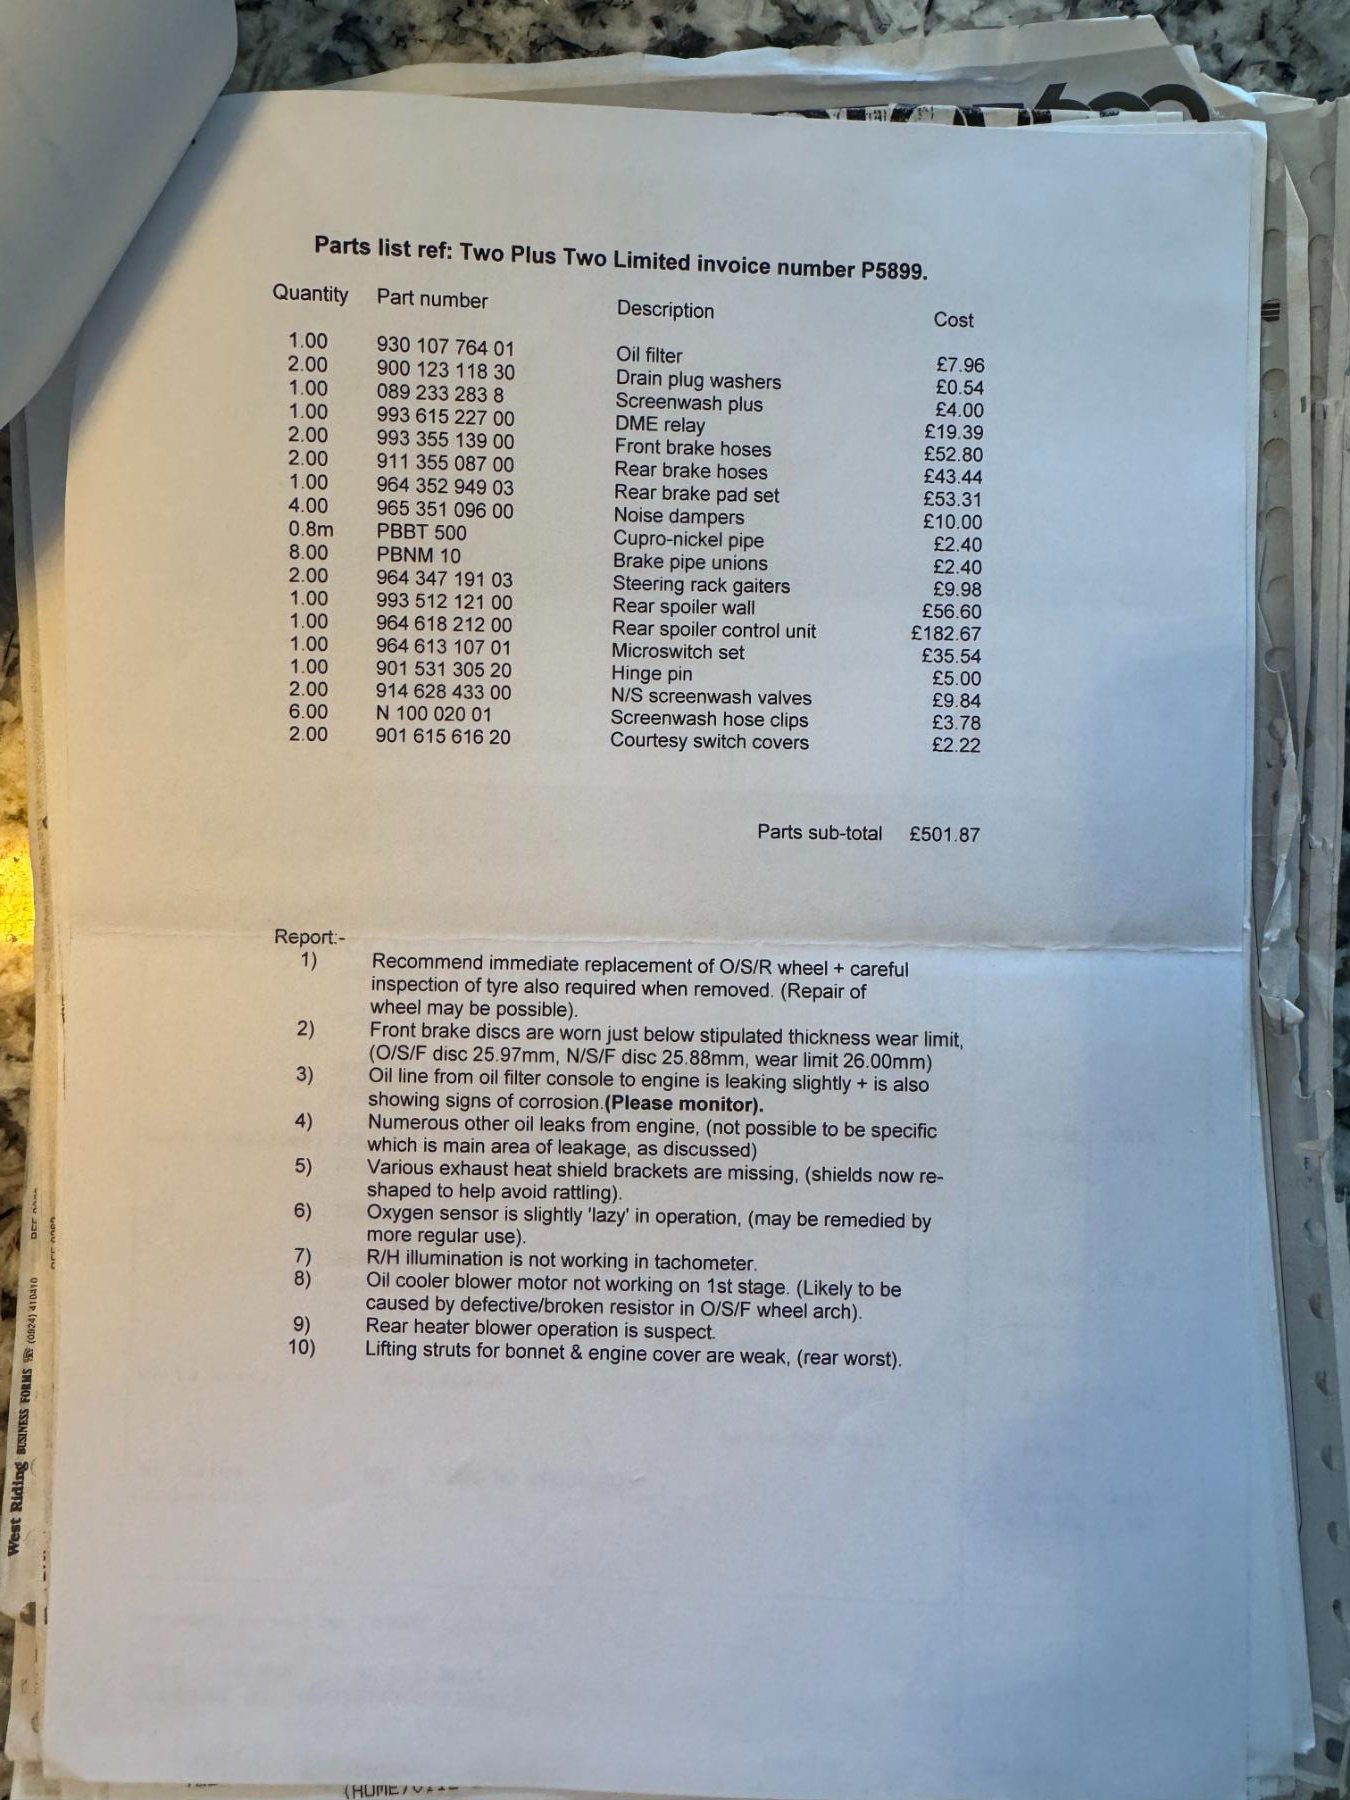 Parts list ref: Two Plus Two Limited invoice number P5899.
Quantity Part number Description Cost
1.00 930 107 764 01 Oil filter £7.96
2.00 900 123 118 30 Drain plug washers £0.54
1.00 089 233 283 8 Screenwash plus £4.00
1.00 993 615 227 00 DME relay £19.39
2.00 993 355 139 00 Front brake hoses £52.80
2.00 911 355 087 00 Rear brake hoses £43.44
1.00 964 352 949 03 Rear brake pad set £53.31
4.00 965 351 096 00 Noise dampers £10.00
0.8m PBBT 500 Cupro-nickel pipe £2.40
8.00 PBNM 10 Brake pipe unions £2.40
2.00 964 347 191 03 Steering rack gaiters £9.98
1.00 993 512 121 00 Rear spoiler wall £56.60
1.00 964 618 212 00 Rear spoiler control unit £182.67
1.00 964 613 107 01 Microswitch set £35.54
1.00 901 531 305 20 Hinge pin £5.00
2.00 914 628 433 00 N/S screenwash valves £9.84
6.00 N 100 020 01 Screenwash hose clips £3.78
2.00 901 615 616 20 Courtesy switch covers £2.22
Parts sub-total £501.87
Report:-
1) Recommend immediate replacement of O/S/R wheel + careful
inspection of tyre also required when removed. (Repair of
wheel may be possible).
2) Front brake discs are worn just below stipulated thickness wear limit,
(O/S/F disc 25.97mm, N/S/F disc 25.88mm, wear limit 26.00mm)
3) Oil line from oil filter console to engine is leaking slightly + is also
showing signs of corrosion.(Please monitor).
4) Numerous other oil leaks from engine, (not possible to be specific
which is main area of leakage, as discussed)
5) Various exhaust heat shield brackets are missing, (shields now re-
shaped to help avoid rattling).
6) Oxygen sensor is slightly 'lazy' in operation, (may be remedied by
more regular use).
7) R/H illumination is not working in tachometer.
8) Oil cooler blower motor not working on 1st stage. (Likely to be
caused by defective/broken resistor in O/S/F wheel arch).
9) Rear heater blower operation is suspect.
10) Lifting struts for bonnet & engine cover are weak, (rear worst).
West Riding BUSINESS FORMS ☏ (0924) 410410